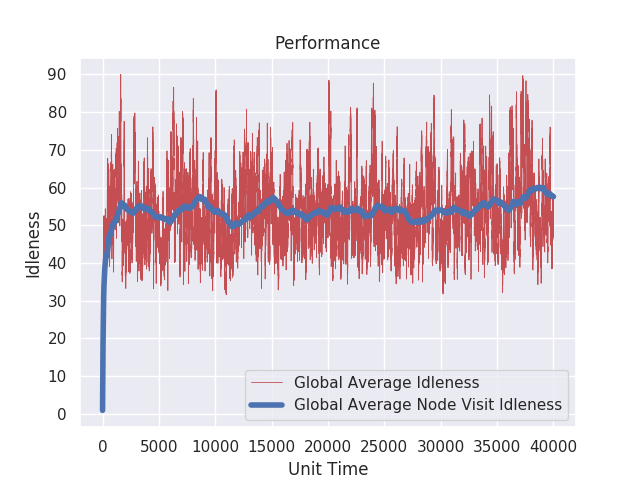 Performance
90
80
70
60
50
40
30
20
10
0
Idleness
Global Average Idleness
Global Average Node Visit Idleness
0 5000 10000 15000 20000 25000 30000 35000 40000
Unit Time